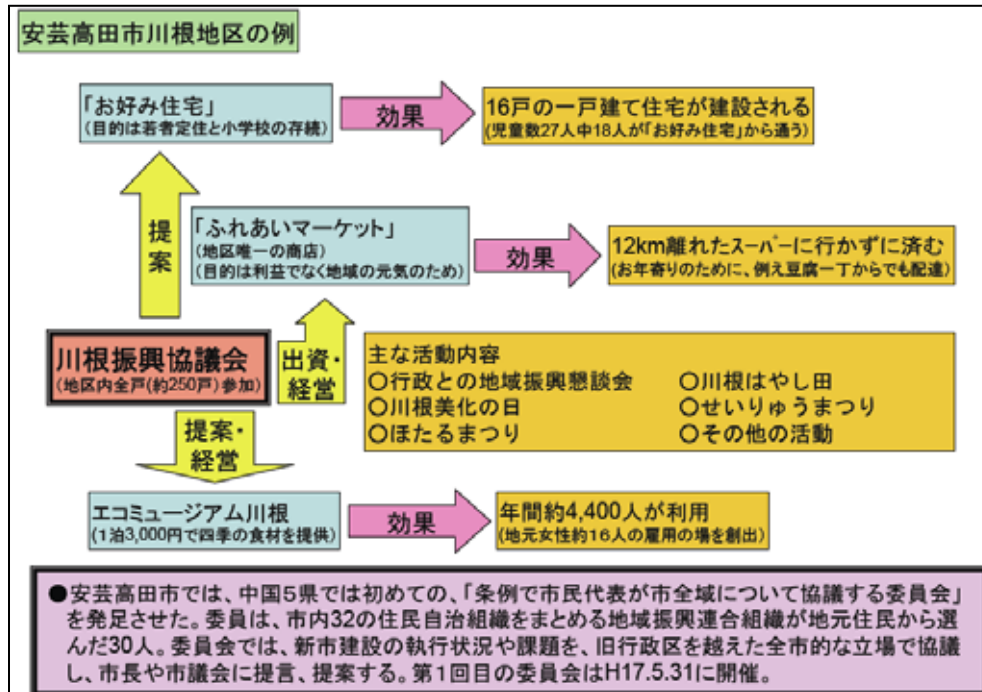 安芸高田市川根地区の例
「お好み住宅」
(目的は若者定住と小学校の存続)
効果
16戸の一戸建て住宅が建設される
(児童数27人中18人が「お好み住宅」から通う)
提案
「ふれあいマーケット」
(地区唯一の商店)
(目的は利益でなく地域の元気のため)
効果
12km離れたスーパーに行かずに済む
(お年寄りのために、例え豆腐一丁からでも配達)
川根振興協議会
(地区内全戸(約250戸)参加)
出資・
経営
主な活動内容
○行政との地域振興懇談会
○川根はやし田
○川根美化の日
○せいりゅうまつり
○ほたるまつり
○その他の活動
提案・
経営
エコミュージアム川根
(1泊3,000円で四季の食材を提供)
効果
年間約4,400人が利用
(地元女性約16人の雇用の場を創出)
●安芸高田市では、中国5県では初めての、「条例で市民代表が市全域について協議する委員会」
を発足させた。委員は、市内32の住民自治組織をまとめる地域振興連合組織が地元住民から選
んだ30人。委員会では、新市建設の執行状況や課題を、旧行政区を越えた全市的な立場で協議
し、市長や市議会に提言、提案する。第1回目の委員会はH17.5.31に開催。